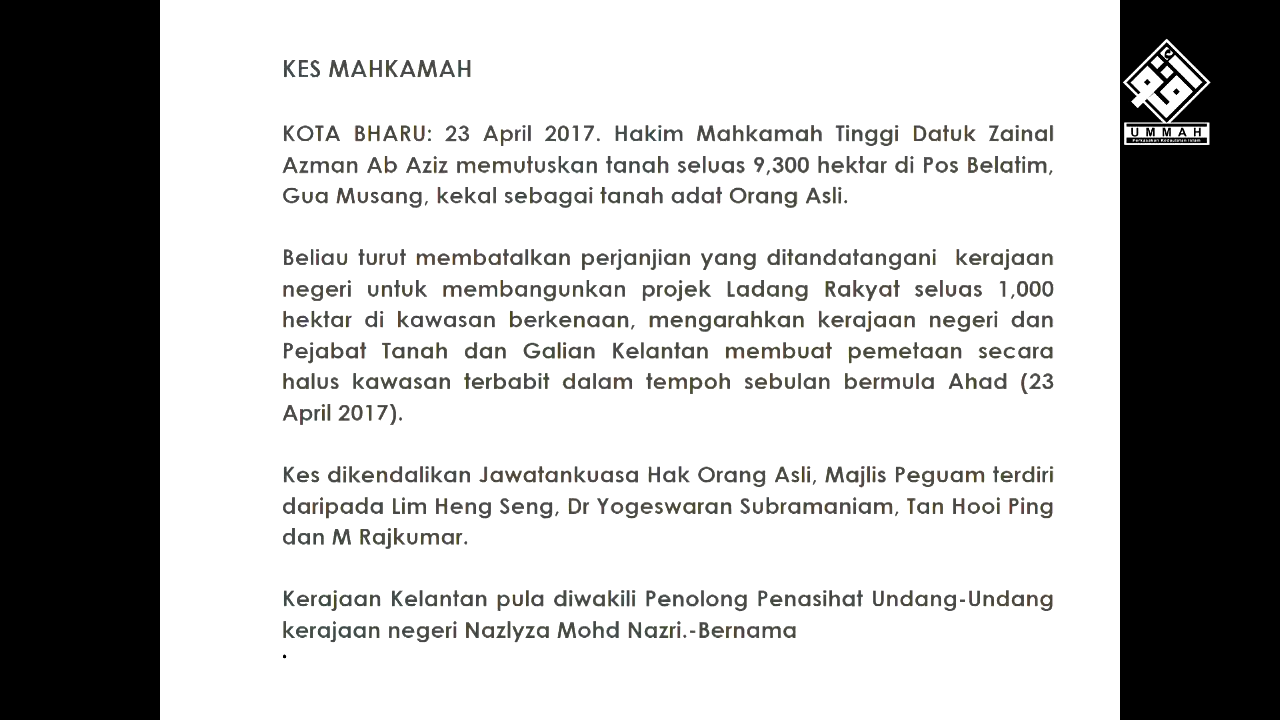 KES MAHKAMAH
KOTA BHARU: 23 April 2017. Hakim Mahkamah Tinggi Datuk Zainal
Azman Ab Aziz memutuskan tanah seluas 9,300 hektar di Pos Belatim,
Gua Musang, kekal sebagai tanah adat Orang Asli.
Beliau turut membatalkan perjanjian yang ditandatangani kerajaan
negeri untuk membangunkan projek Ladang Rakyat seluas 1,000
hektar di kawasan berkenaan, mengarahkan kerajaan negeri dan
Pejabat Tanah dan Galian Kelantan membuat pemetaan secara
halus kawasan terbabit dalam tempoh sebulan bermula Ahad (23
April 2017).
Kes dikendalikan Jawatankuasa Hak Orang Asli, Majlis Peguam terdiri
daripada Lim Heng Seng, Dr Yogeswaran Subramaniam, Tan Hooi Ping
dan M Rajkumar.
Kerajaan Kelantan pula diwakili Penolong Penasihat Undang-Undang
kerajaan negeri Nazlyza Mohd Nazri.-Bernama
.
UMMAH
Perkasakan Kedaulatan Islam